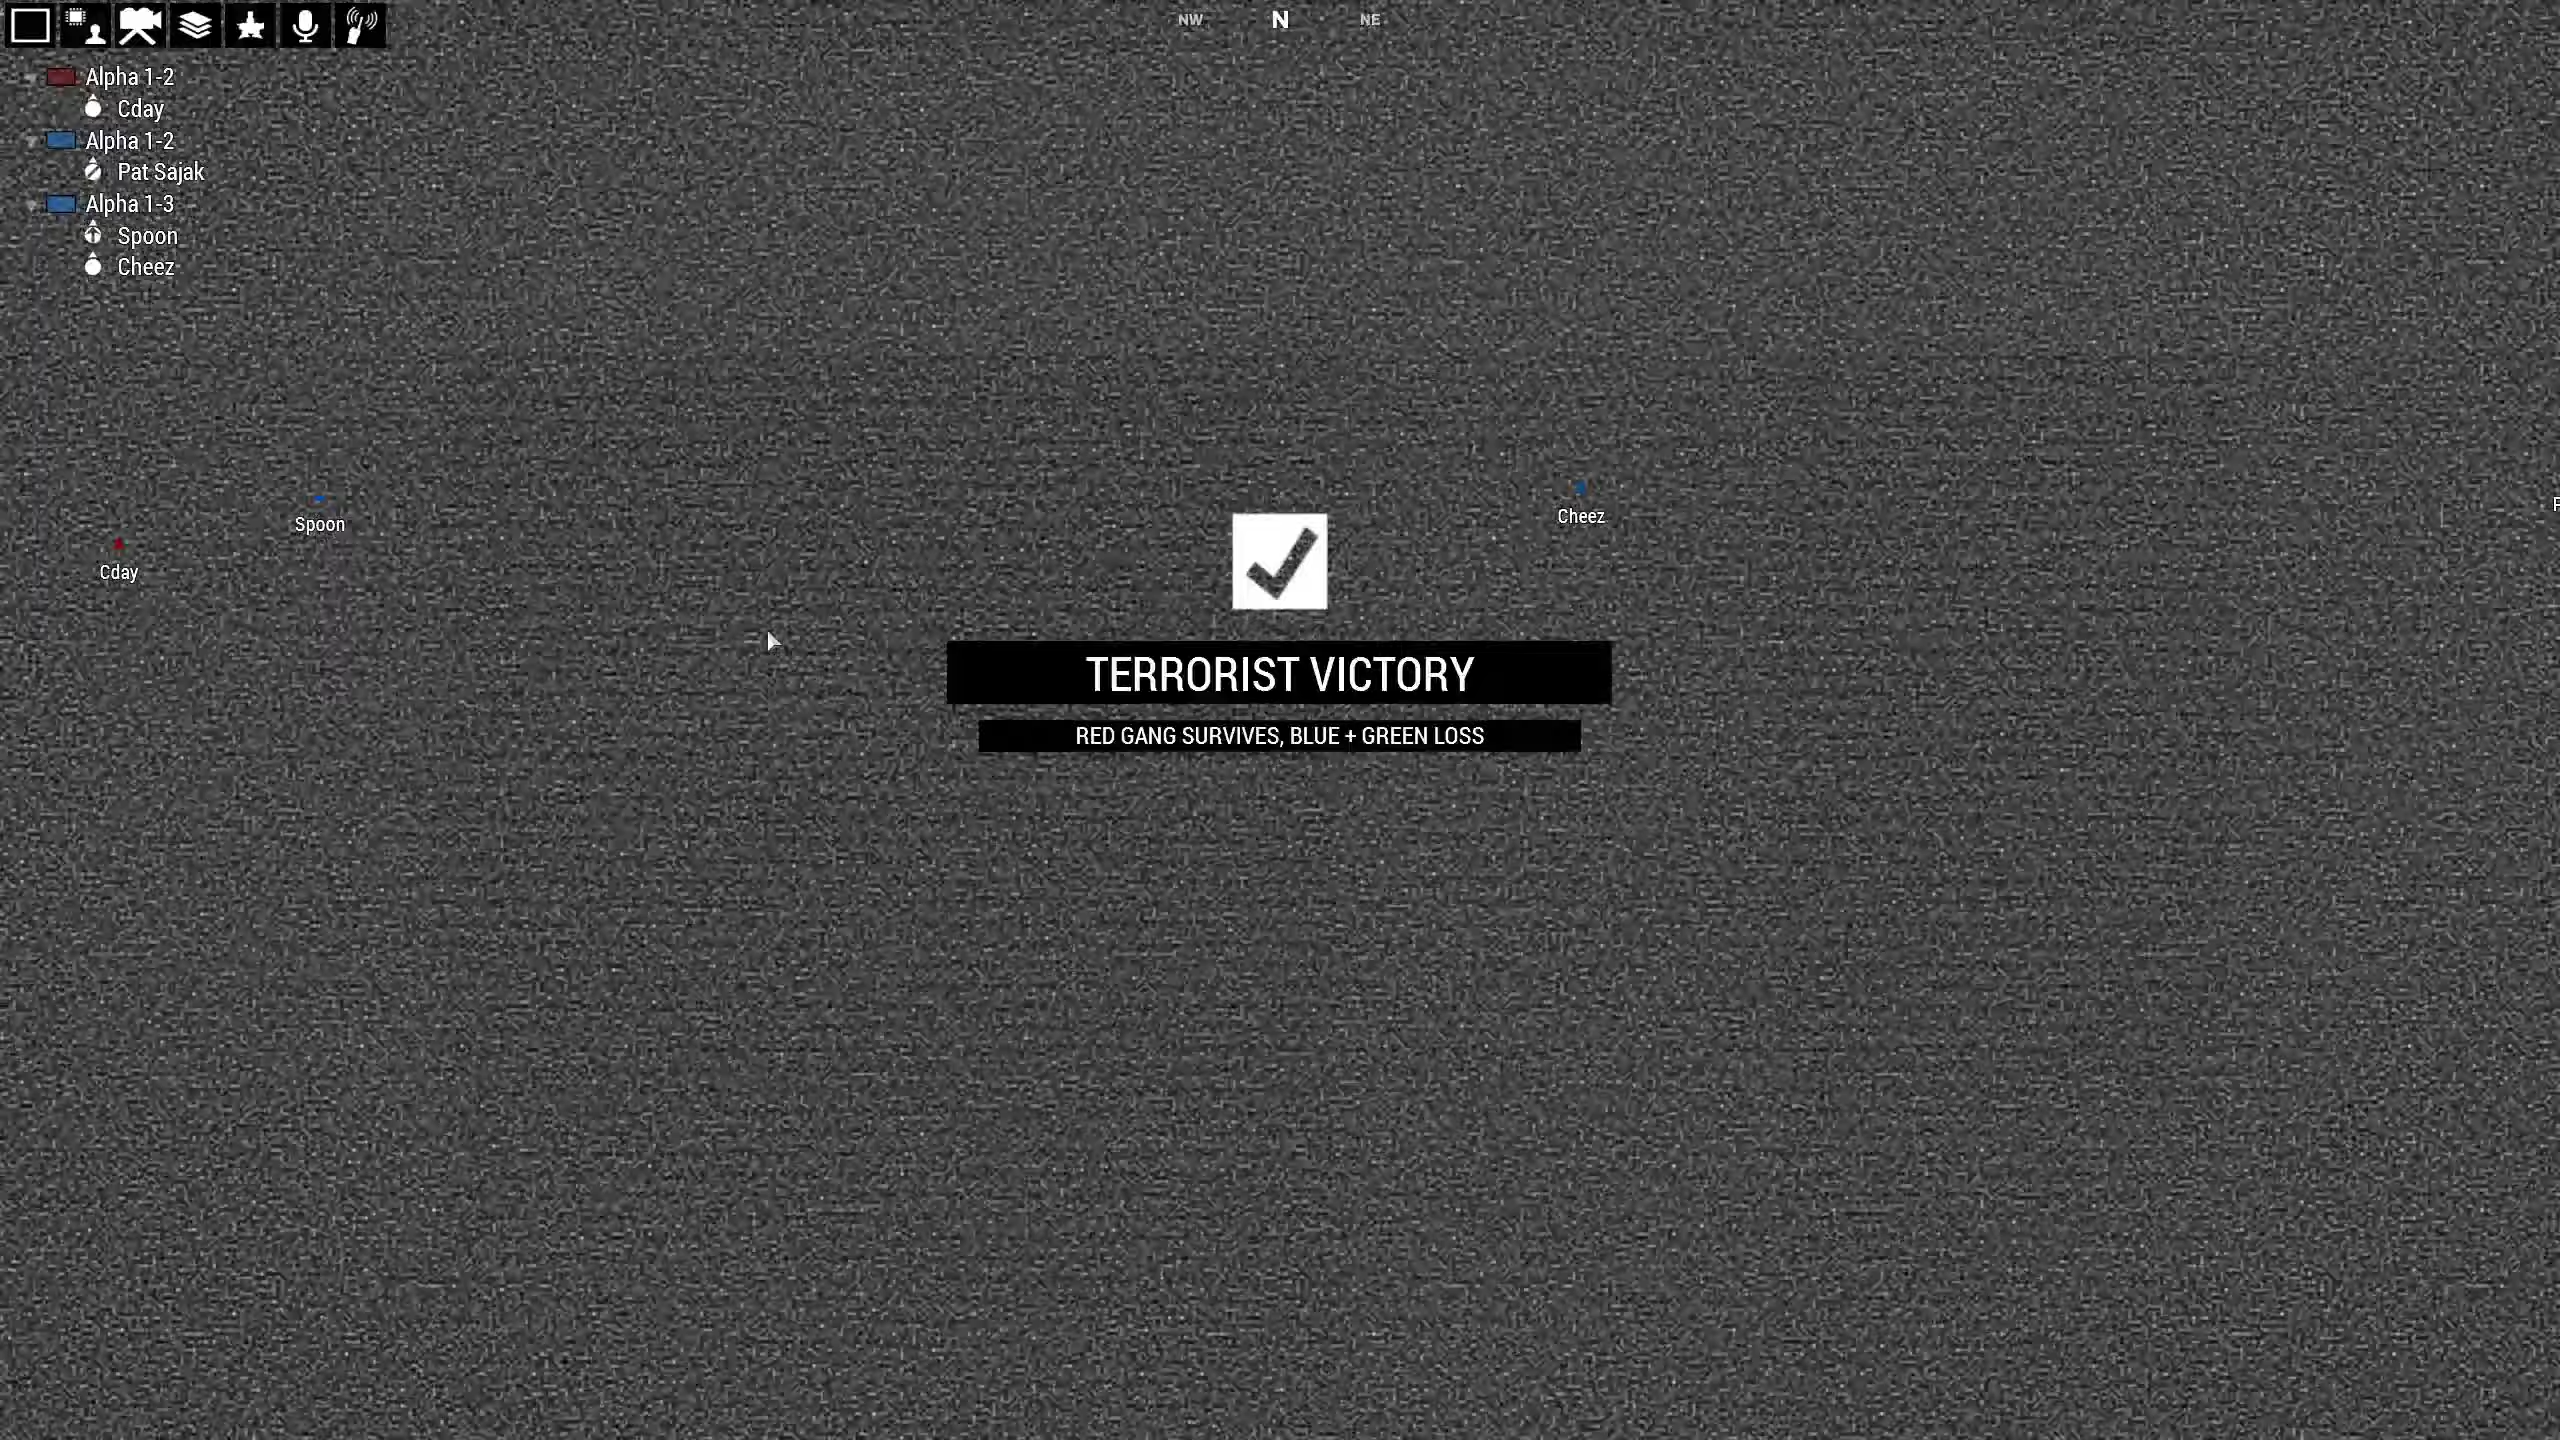 NW N NE
Alpha 1-2
Cday
Alpha 1-2
Pat Sajak
Alpha 1-3
Spoon
Cheez
Spoon
Cheez
Cday
TERRORIST VICTORY
RED GANG SURVIVES, BLUE + GREEN LOSS